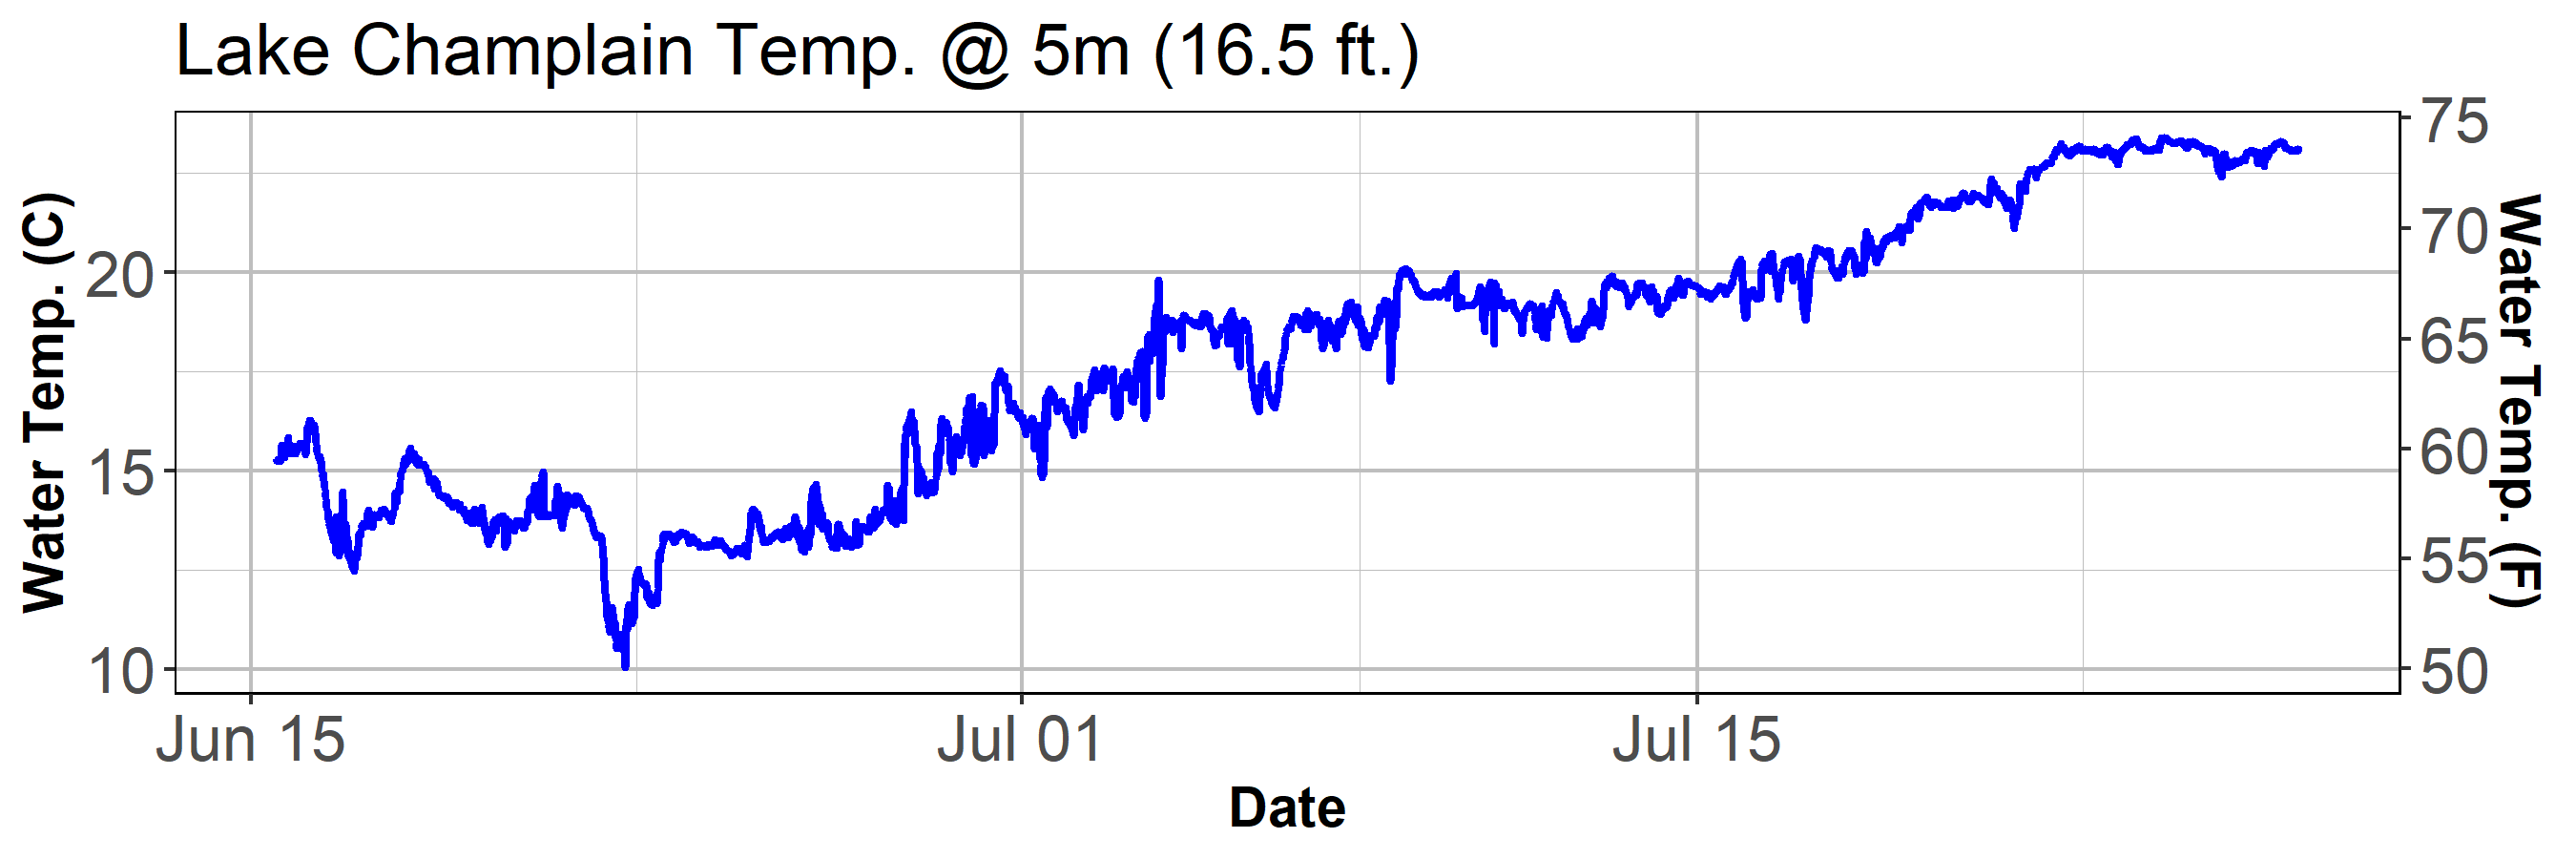 Lake Champlain Temp. @ 5m (16.5 ft.)
Water Temp. (C)
20
15
10
75
70
65
60
55
50
Water Temp. (F)
Jun 15 Jul 01 Jul 15
Date